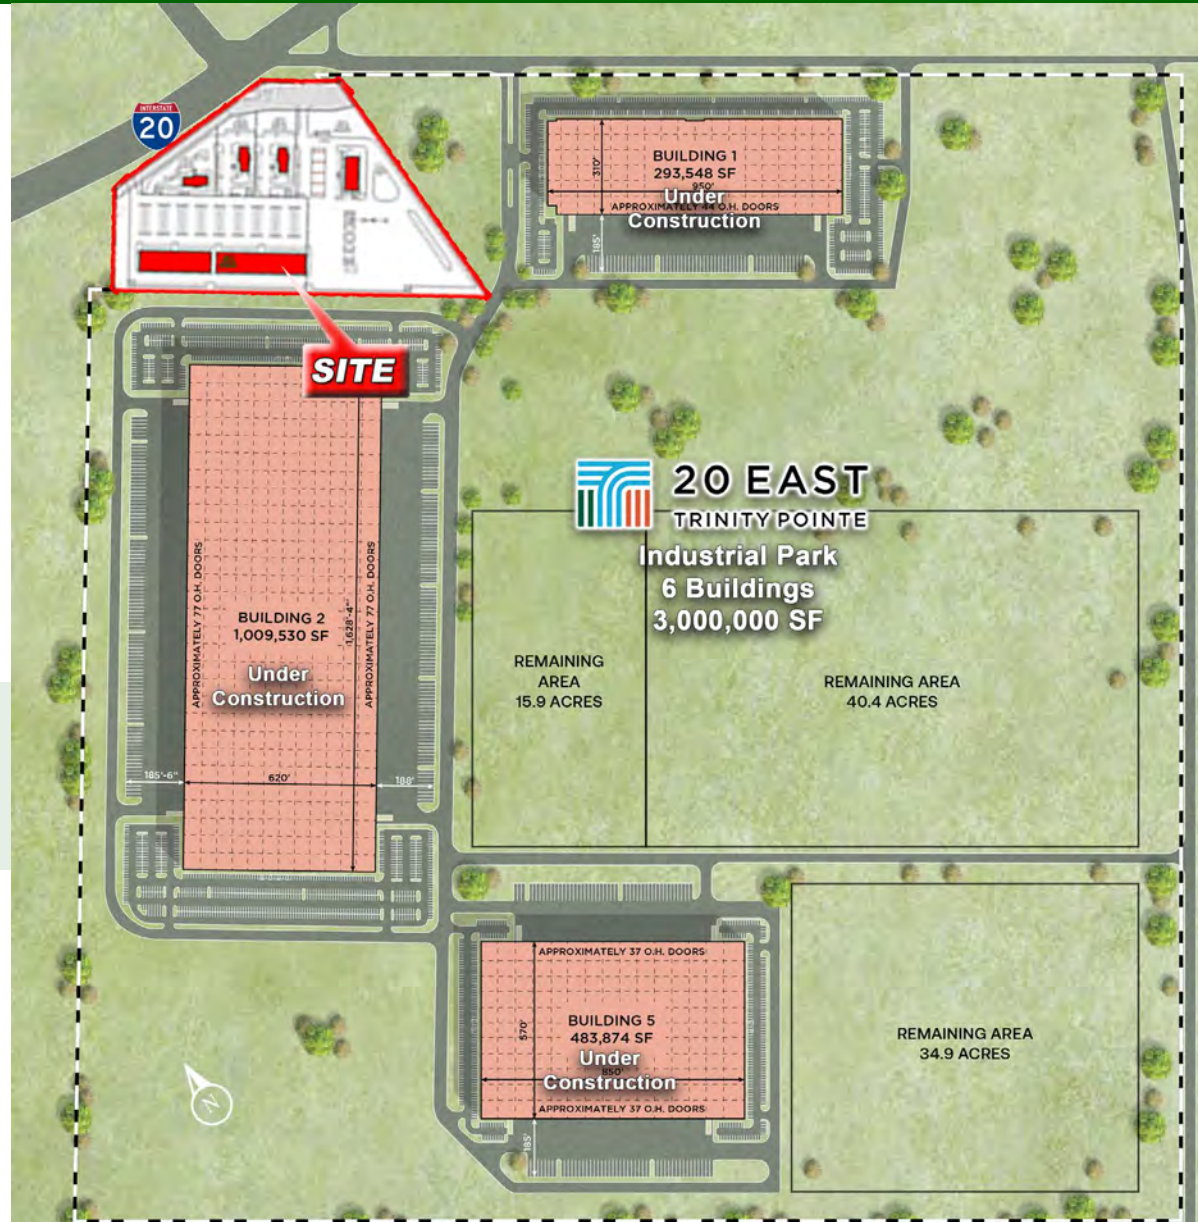 INTERSTATE
20
BUILDING 1
293,548 SF
950'
310'
Under
APPROXIMATELY 44 O.H. DOORS
Construction
185'
SITE
20 EAST
TRINITY POINTE
Industrial Park
6 Buildings
3,000,000 SF
APPROXIMATELY 77 O.H. DOORS
BUILDING 2
1,009,530 SF
Under
Construction
1,628'-4"
APPROXIMATELY 77 O.H. DOORS
185'-6"
620'
188'
REMAINING
AREA
15.9 ACRES
REMAINING AREA
40.4 ACRES
APPROXIMATELY 37 O.H. DOORS
570'
BUILDING 5
483,874 SF
Under
850'
Construction
APPROXIMATELY 37 O.H. DOORS
185'
REMAINING AREA
34.9 ACRES
N